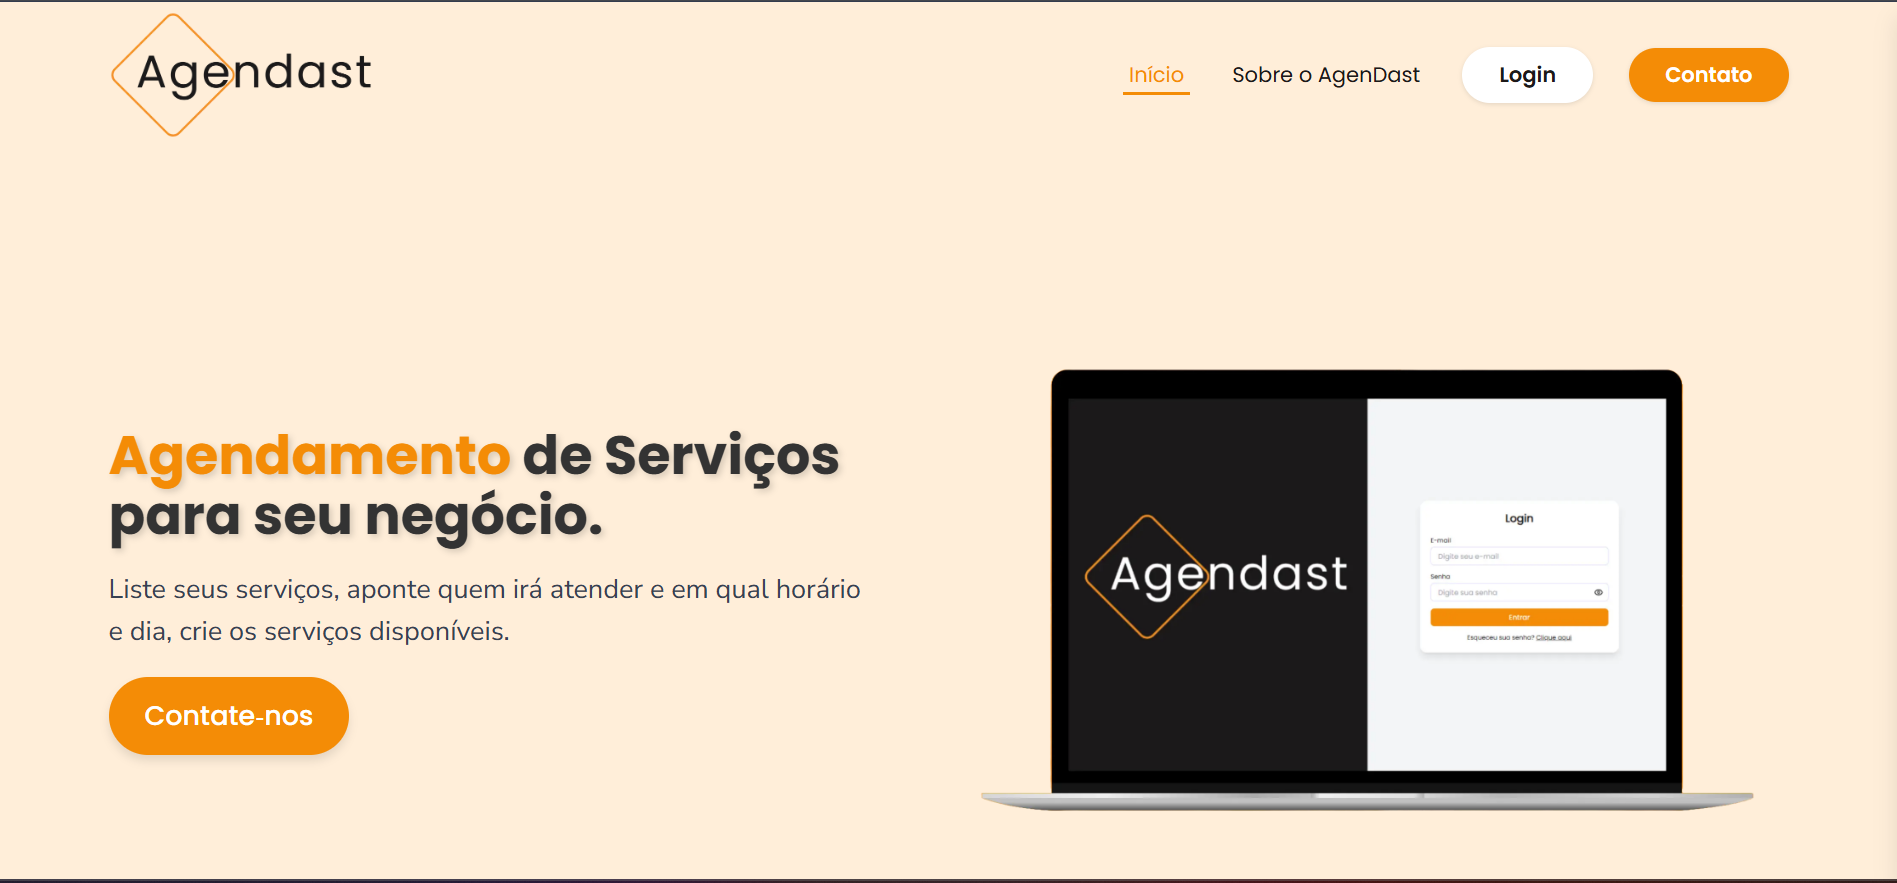 Agendast
Início
Sobre o AgenDast
Login
Contato
Agendamento de Serviços
para seu negócio.
Liste seus serviços, aponte quem irá atender e em qual horário
e dia, crie os serviços disponíveis.
Contate-nos
Agendast
Login
E-mail
Digite seu e-mail
Senha
Digite sua senha
Entrar
Esqueceu sua senha? Clique aqui